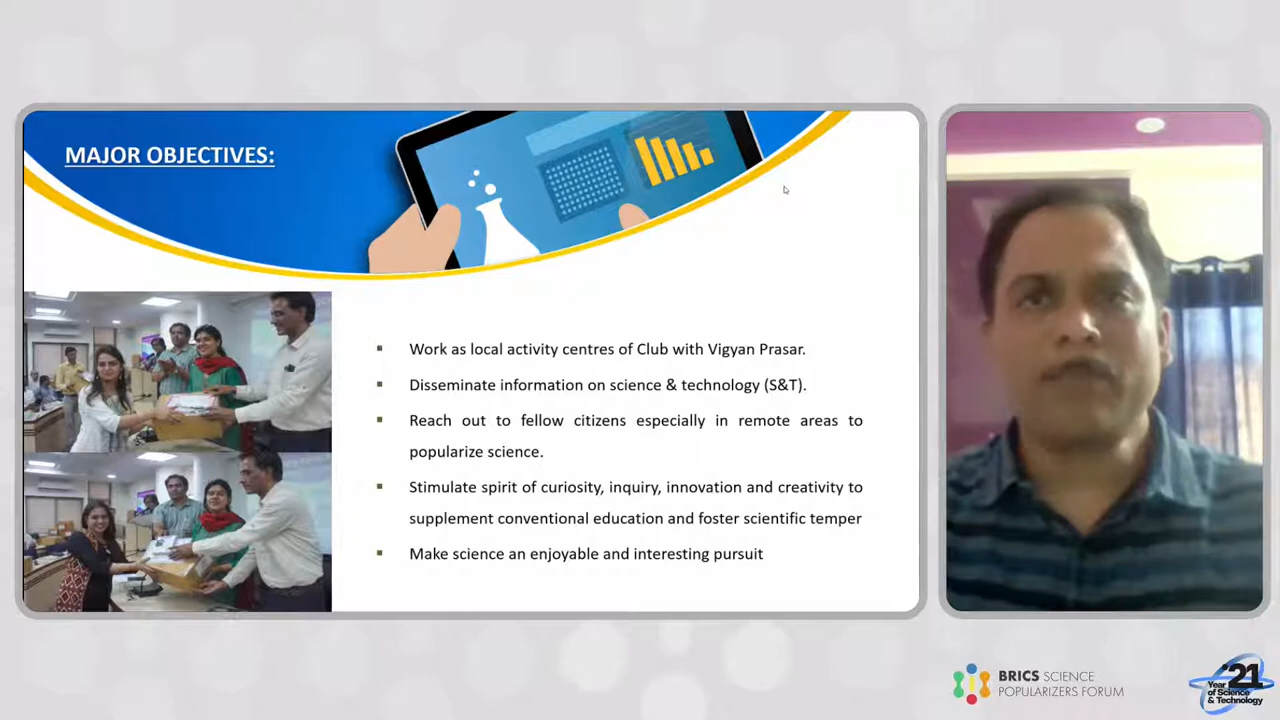 MAJOR OBJECTIVES:
Work as local activity centres of Club with Vigyan Prasar.
Disseminate information on science & technology (S&T).
Reach out to fellow citizens especially in remote areas to
popularize science.
Stimulate spirit of curiosity, inquiry, innovation and creativity to
supplement conventional education and foster scientific temper
Make science an enjoyable and interesting pursuit
BRICS SCIENCE
POPULARIZERS FORUM
'21
Year
of Science
& Technology